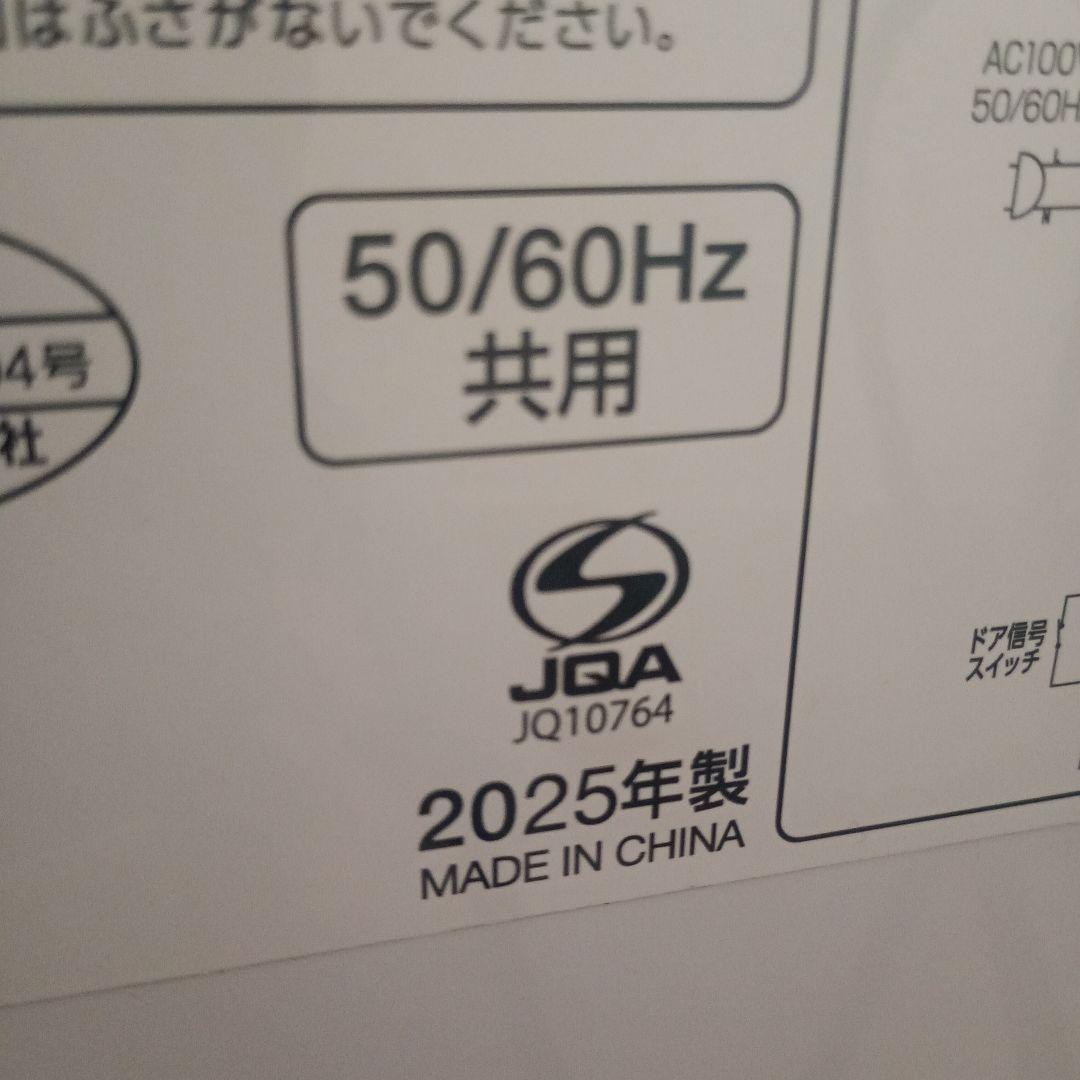 はふさがないでください。
AC100V
50/60H
50/60Hz
共用
4号
社
JQA
JQ10764
2025年製
MADE IN CHINA
ドア信号
スイッチ